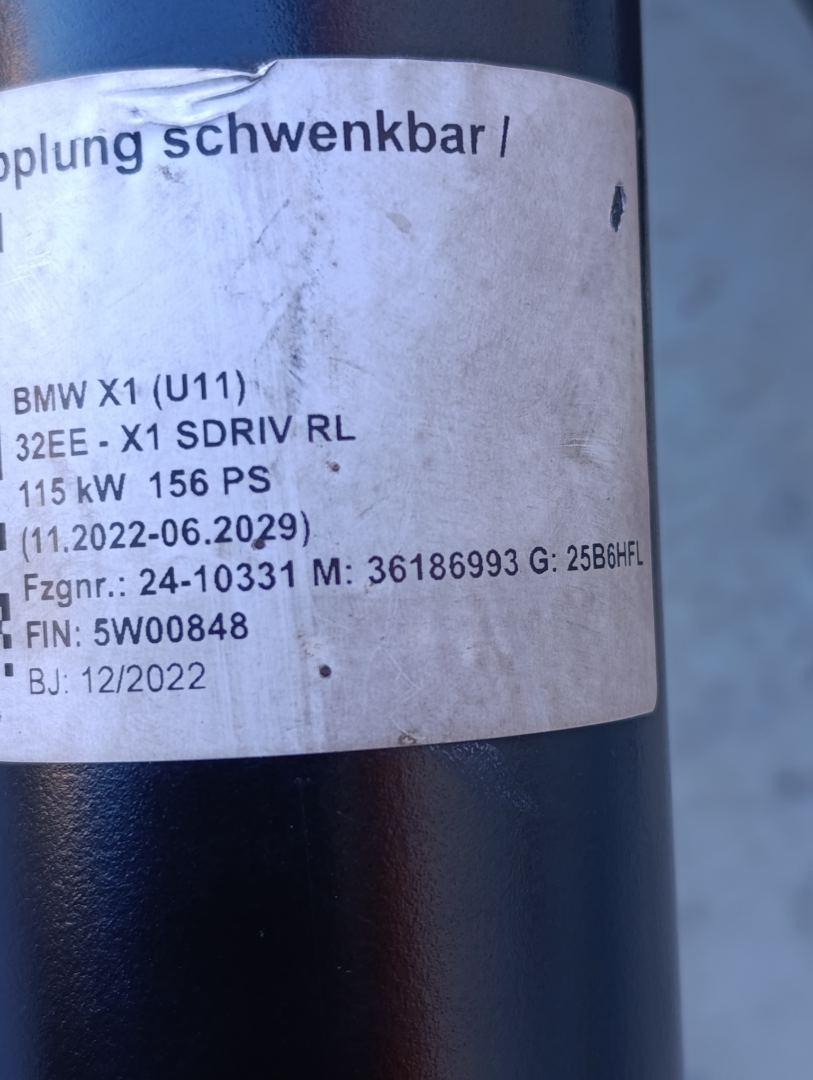 schwenkbar /
BMW X1 (U11)
32EE - X1 SDRIV RL
115 kW 156 PS
(11.2022-06.2029)
Fzgnr.: 24-10331 M: 36186993 G: 25B6HFL
FIN: 5W00848
BJ: 12/2022